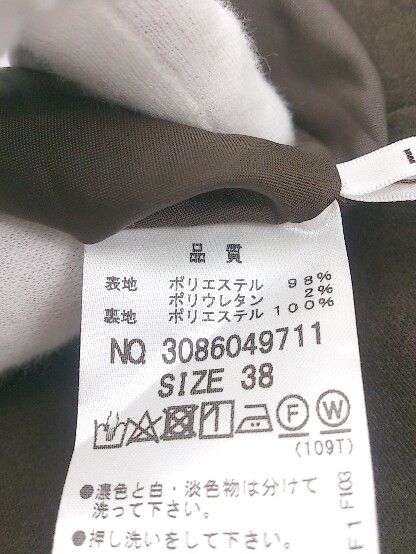 品質
表地 ポリエステル 98%
ポリウレタン 2%
裏地 ポリエステル 100%
NO. 3086049711
SIZE 38
F W
(109T)
●濃色と白・淡色物は分けて
洗って下さい。
●押し洗いをして下さい。